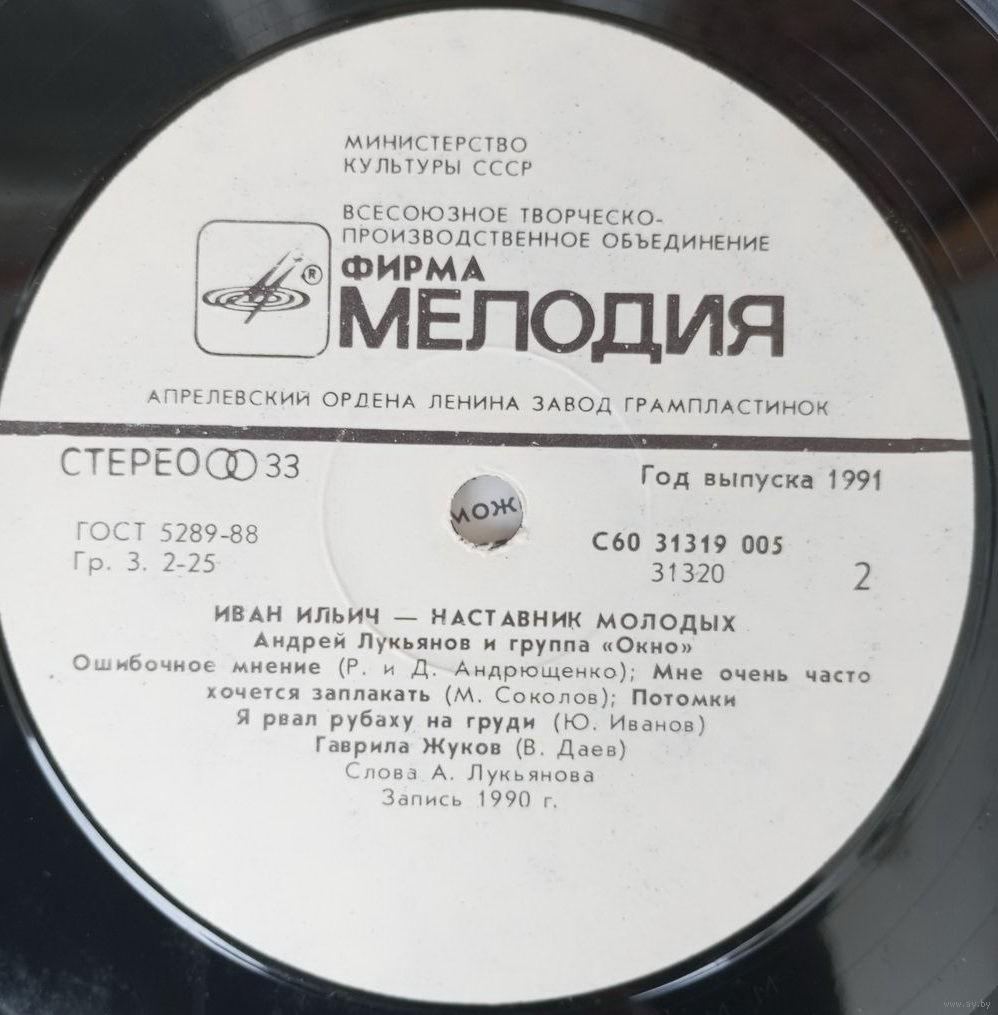 МИНИСТЕРСТВО
КУЛЬТУРЫ СССР
ВСЕСОЮЗНОЕ ТВОРЧЕСКО-
ПРОИЗВОДСТВЕННОЕ ОБЪЕДИНЕНИЕ
ФИРМА
®
МЕЛОДИЯ
АПРЕЛЕВСКИЙ ОРДЕНА ЛЕНИНА ЗАВОД ГРАМПЛАСТИНОК
СТЕРЕО 33
Год выпуска 1991
МОЖ
ГОСТ 5289-88
С60 31319 005
Гр. 3. 2-25
31320
2
ИВАН ИЛЬИЧ — НАСТАВНИК МОЛОДЫХ
Андрей Лукьянов и группа «Окно»
Ошибочное мнение (Р. и Д. Андрющенко); Мне очень часто
хочется заплакать (М. Соколов); Потомки
Я рвал рубаху на груди (Ю. Иванов)
Гаврила Жуков (В. Даев)
Слова А. Лукьянова
Запись 1990 г.
www.ay.by